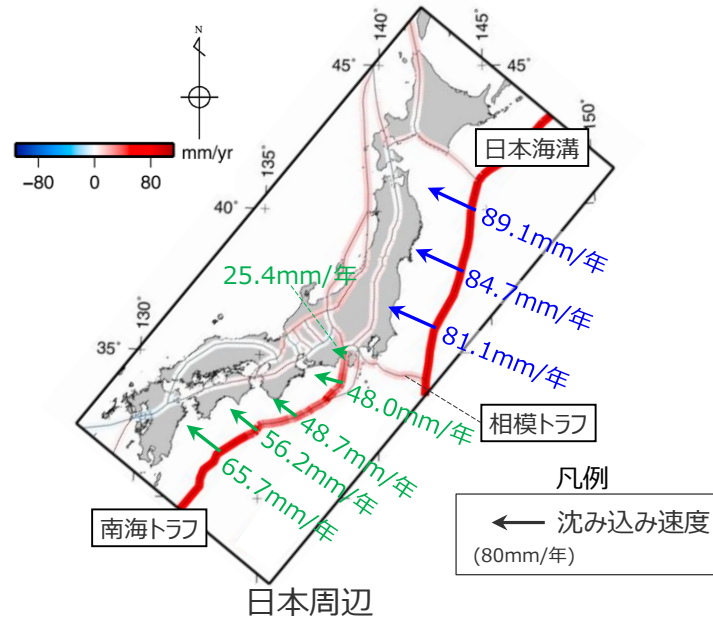 140°
145°
45°
150°
日本海溝
mm/yr
−80
0
80
135°
40°
89.1mm/年
84.7mm/年
25.4mm/年
81.1mm/年
130°
35°
48.0mm/年
相模トラフ
48.7mm/年
56.2mm/年
65.7mm/年
南海トラフ
凡例
沈み込み速度
(80mm/年)
日本周辺